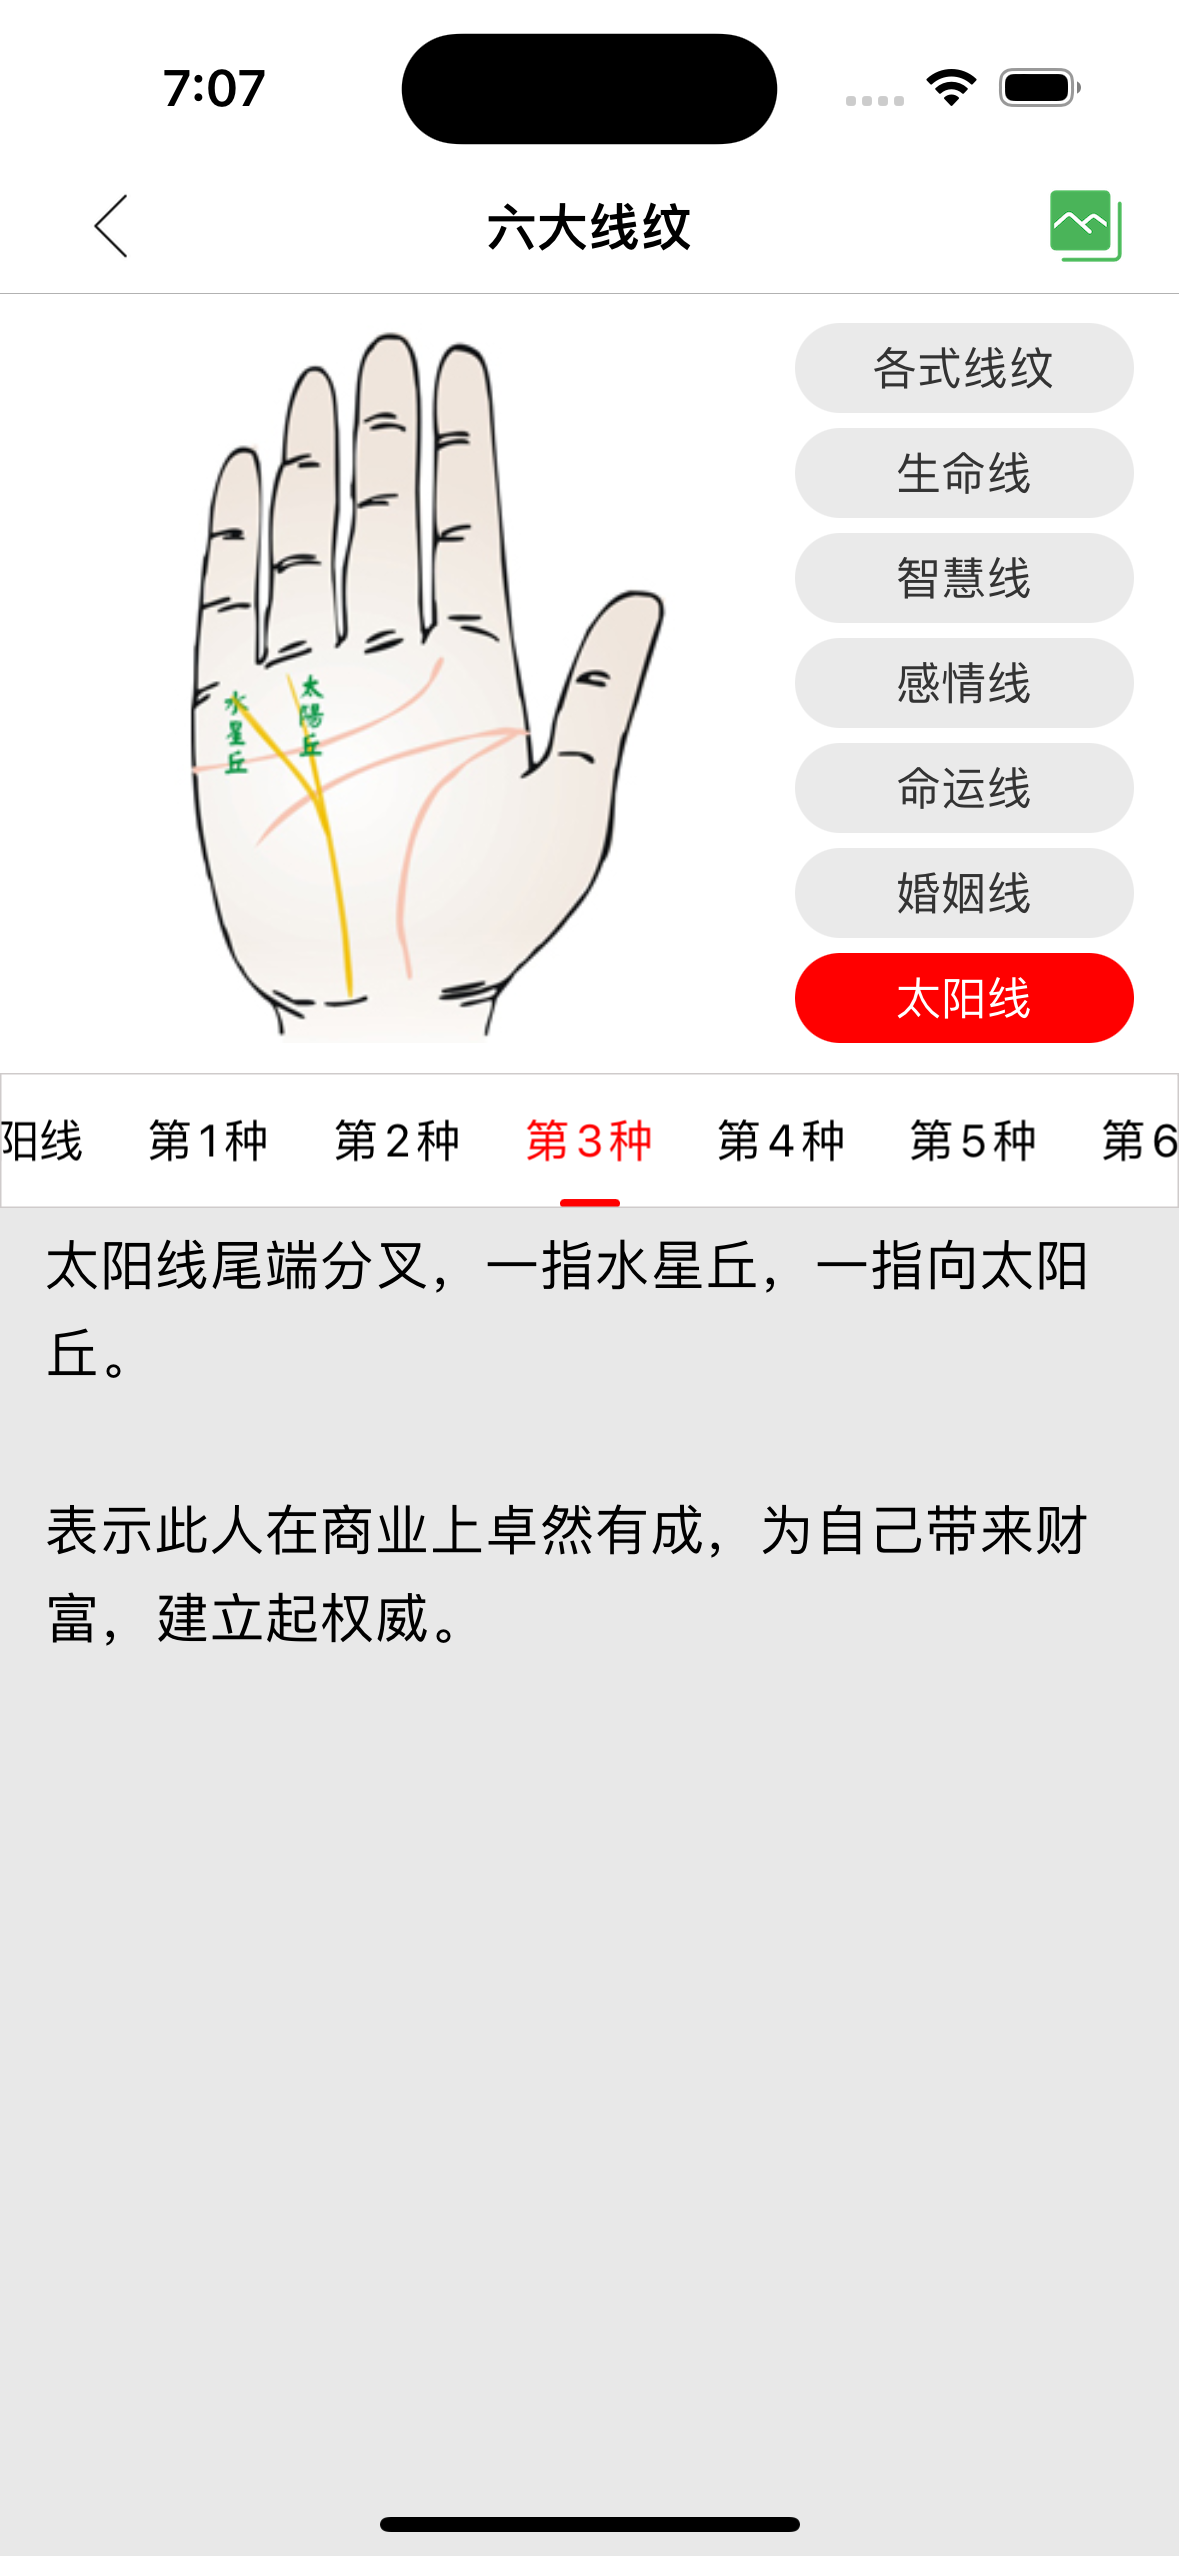 7:07
六大线纹
各式线纹
生命线
智慧线
感情线
命运线
婚姻线
太阳线
水星丘
太陽丘
阳线 第1种 第2种 第3种 第4种 第5种 第6
太阳线尾端分叉，一指水星丘，一指向太阳
丘。
表示此人在商业上卓然有成，为自己带来财
富，建立起权威。